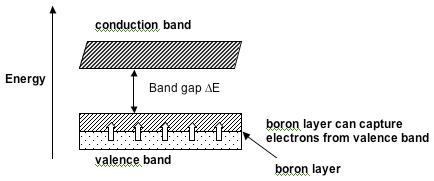 conduction band
Energy
Band gap ΔE
boron layer can capture
electrons from valence band
valence band
boron layer